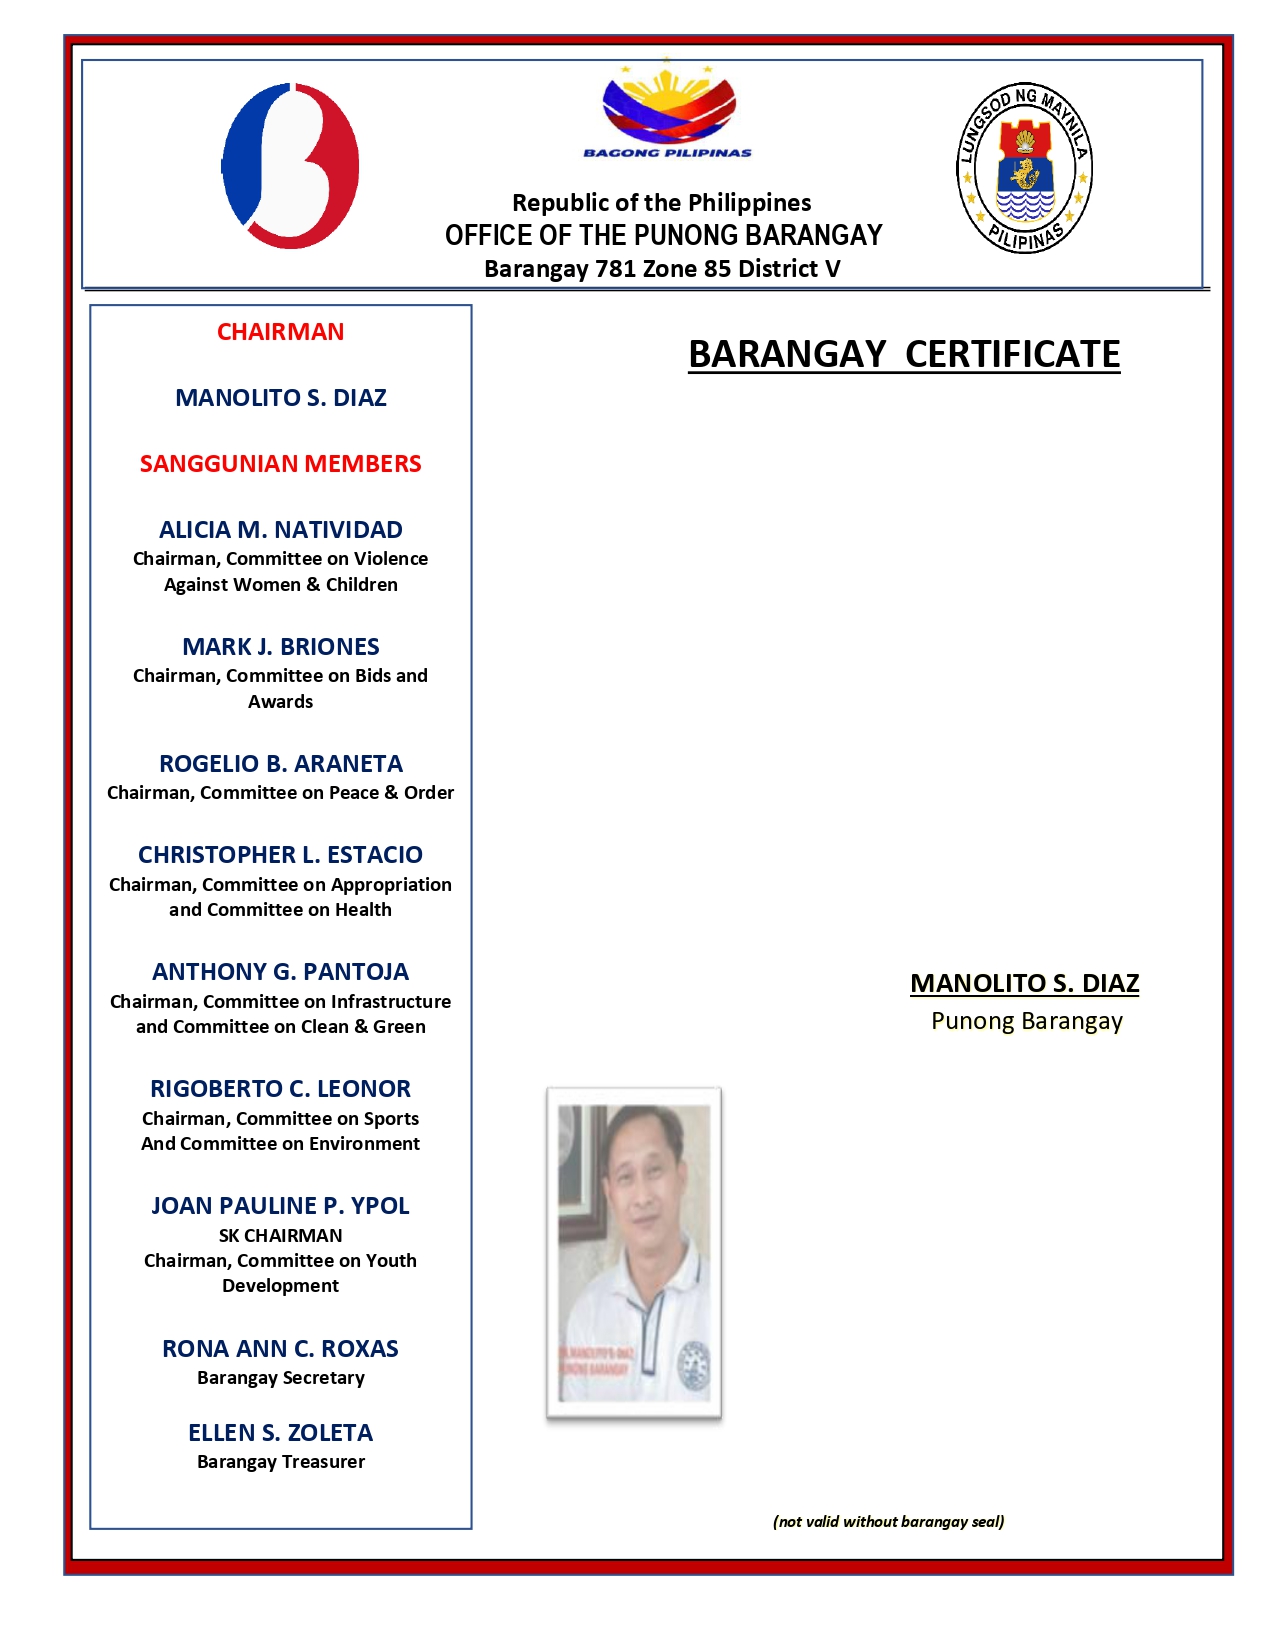 LUNGSOD NG MAYNILA
PILIPINAS
BAGONG PILIPINAS
Republic of the Philippines
OFFICE OF THE PUNONG BARANGAY
Barangay 781 Zone 85 District V
CHAIRMAN
MANOLITO S. DIAZ
SANGGUNIAN MEMBERS
ALICIA M. NATIVIDAD
Chairman, Committee on Violence
Against Women & Children
MARK J. BRIONES
Chairman, Committee on Bids and
Awards
ROGELIO B. ARANETA
Chairman, Committee on Peace & Order
CHRISTOPHER L. ESTACIO
Chairman, Committee on Appropriation
and Committee on Health
ANTHONY G. PANTOJA
Chairman, Committee on Infrastructure
and Committee on Clean & Green
RIGOBERTO C. LEONOR
Chairman, Committee on Sports
And Committee on Environment
JOAN PAULINE P. YPOL
SK CHAIRMAN
Chairman, Committee on Youth
Development
RONA ANN C. ROXAS
Barangay Secretary
ELLEN S. ZOLETA
Barangay Treasurer
BARANGAY CERTIFICATE
MANOLITO S. DIAZ
Punong Barangay
MANOLITO S. DIAZ
PUNONG BARANGAY
(not valid without barangay seal)